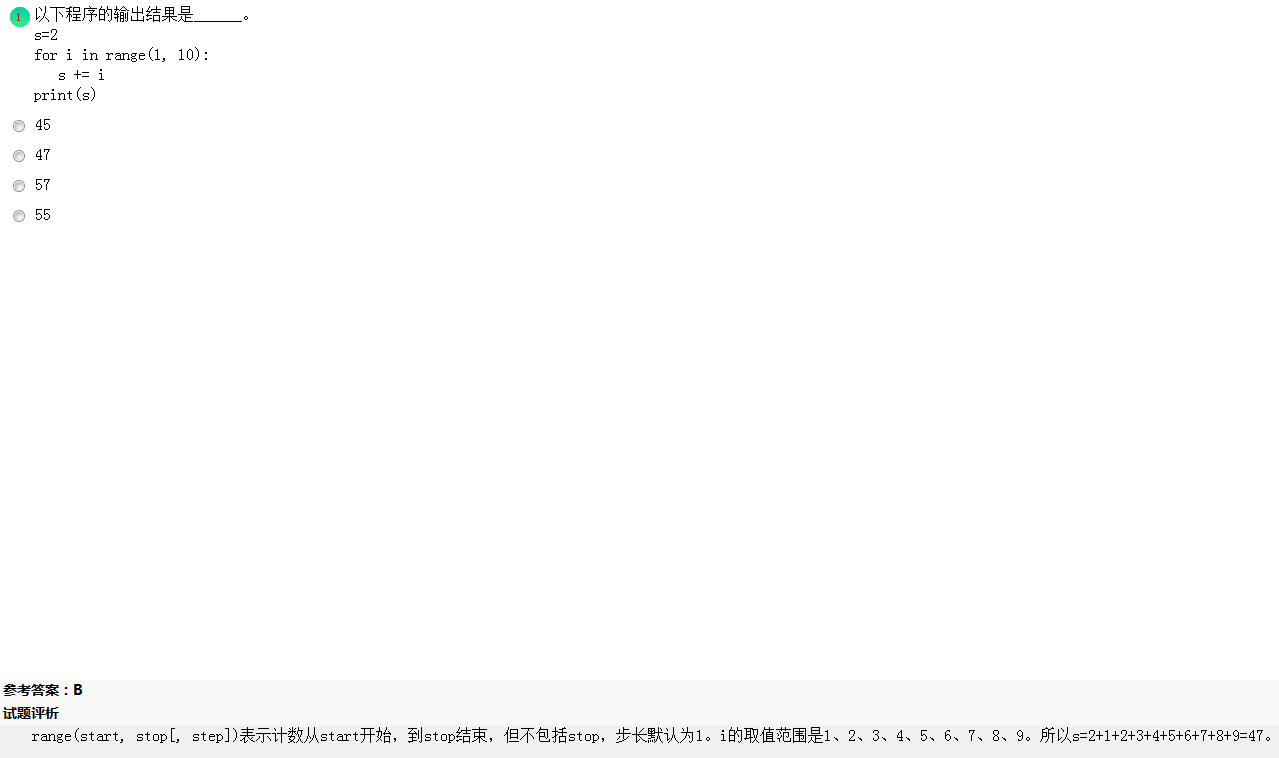 1 以下程序的输出结果是______。
s=2
for i in range(1, 10):
   s += i
print(s)
45
47
57
55
参考答案：B
试题评析
range(start, stop[, step])表示计数从start开始，到stop结束，但不包括stop，步长默认为1。i的取值范围是1、2、3、4、5、6、7、8、9。所以s=2+1+2+3+4+5+6+7+8+9=47。